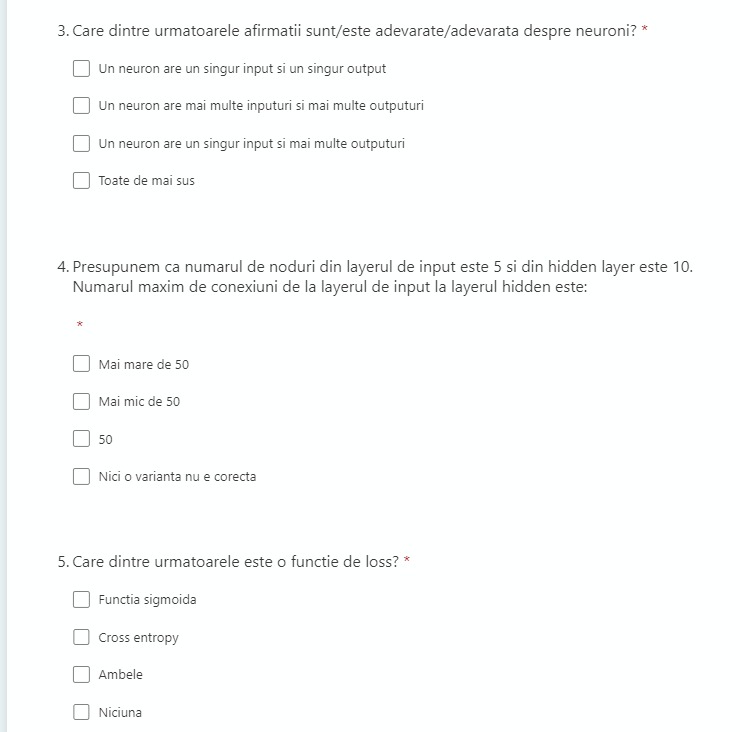 3. Care dintre urmatoarele afirmatii sunt/este adevarate/adevarata despre neuroni? *
Un neuron are un singur input si un singur output
Un neuron are mai multe inputuri si mai multe outputuri
Un neuron are un singur input si mai multe outputuri
Toate de mai sus
4. Presupunem ca numarul de noduri din layerul de input este 5 si din hidden layer este 10.
Numarul maxim de conexiuni de la layerul de input la layerul hidden este:
*
Mai mare de 50
Mai mic de 50
50
Nici o varianta nu e corecta
5. Care dintre urmatoarele este o functie de loss? *
Functia sigmoida
Cross entropy
Ambele
Niciuna